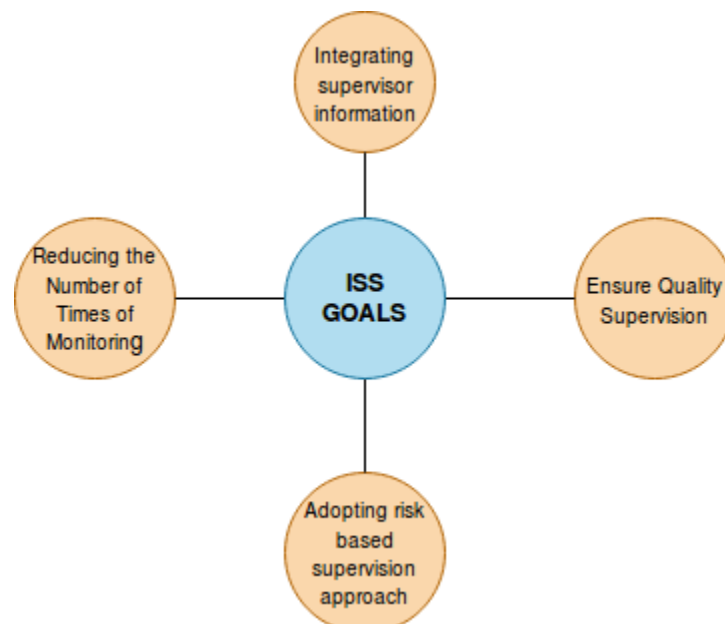 Integrating
supervisor
information
Reducing the
Number of
Times of
Monitoring
ISS
GOALS
Ensure Quality
Supervision
Adopting risk
based
supervision
approach